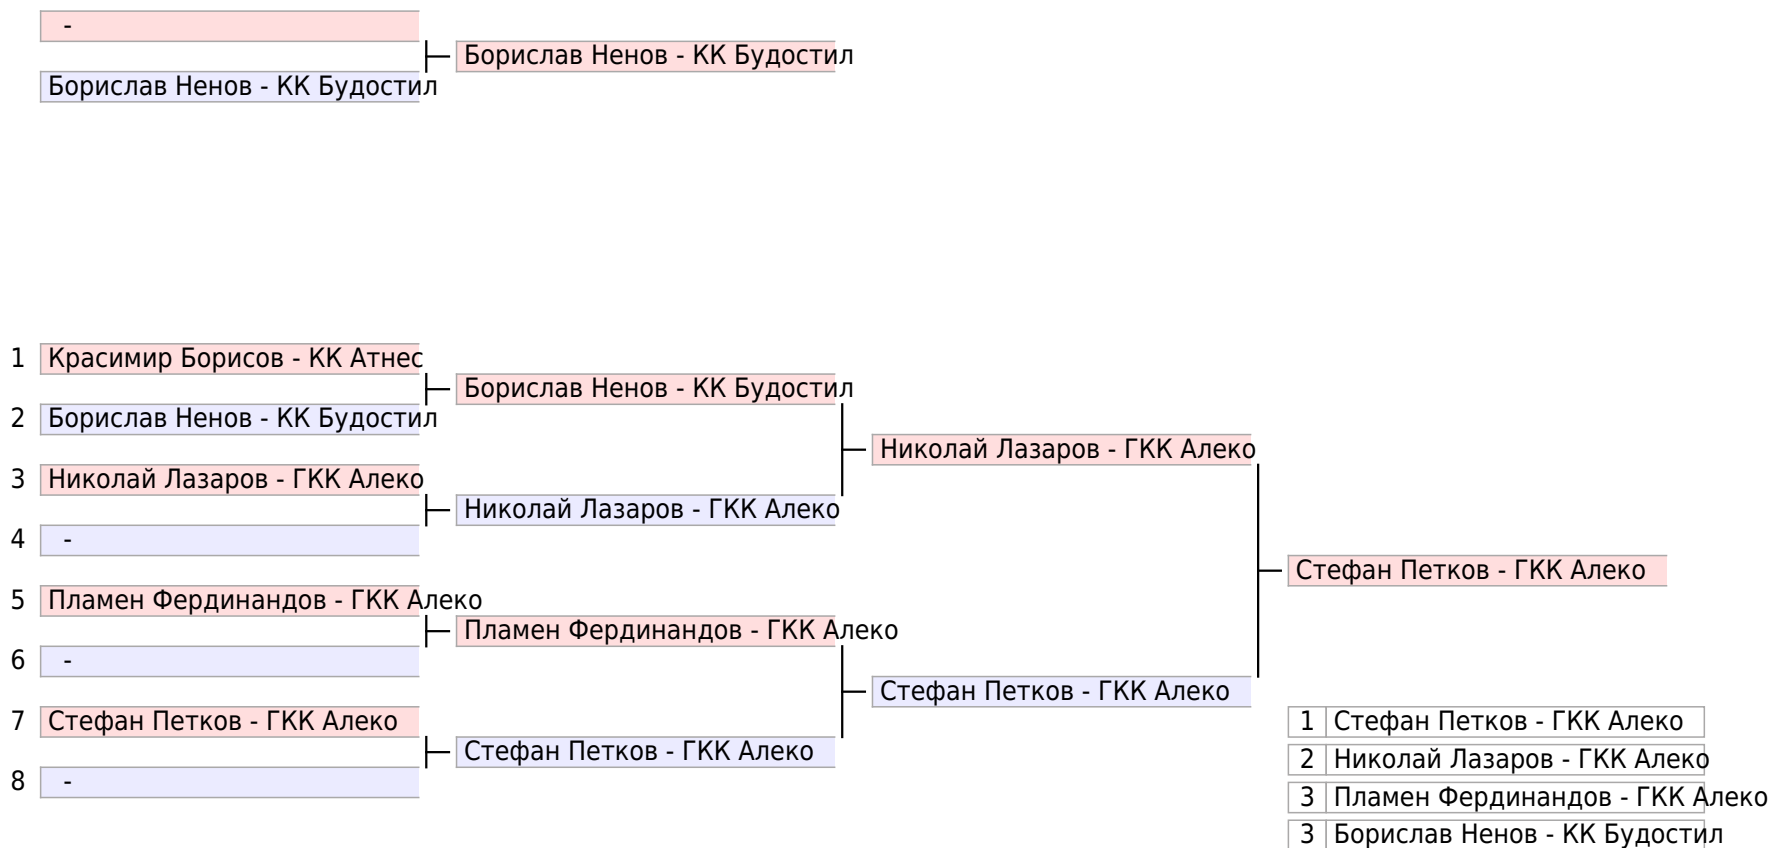 -
Борислав Ненов - КК Будостил
Борислав Ненов - КК Будостил
1 Красимир Борисов - КК Атнес
Борислав Ненов - КК Будостил
2 Борислав Ненов - КК Будостил
Николай Лазаров - ГКК Алеко
3 Николай Лазаров - ГКК Алеко
Николай Лазаров - ГКК Алеко
4 -
Стефан Петков - ГКК Алеко
5 Пламен Фердинандов - ГКК Алеко
Пламен Фердинандов - ГКК Алеко
6 -
Стефан Петков - ГКК Алеко
7 Стефан Петков - ГКК Алеко
Стефан Петков - ГКК Алеко
8 -
1 Стефан Петков - ГКК Алеко
2 Николай Лазаров - ГКК Алеко
3 Пламен Фердинандов - ГКК Алеко
3 Борислав Ненов - КК Будостил